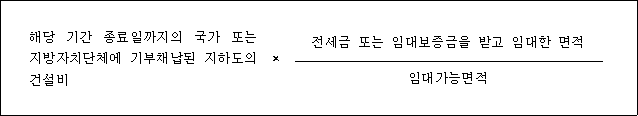 해당 기간 종료일까지의 국가 또는
지방자치단체에 기부채납된 지하도의
건설비
×
전세금 또는 임대보증금을 받고 임대한 면적
임대가능면적